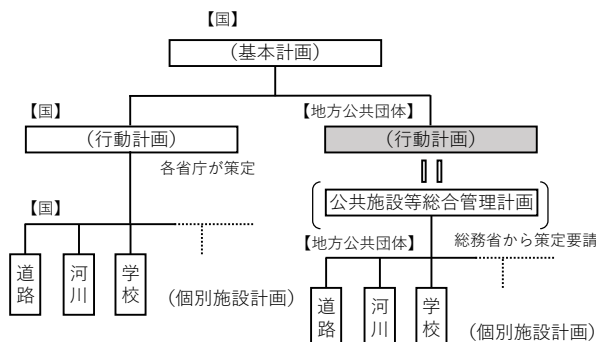 【国】
(基本計画)
【国】
【地方公共団体】
(行動計画)
(行動計画)
各省庁が策定
公共施設等総合管理計画
【国】
【地方公共団体】
総務省から策定要請
道路
河川
学校
(個別施設計画)
道路
河川
学校
(個別施設計画)